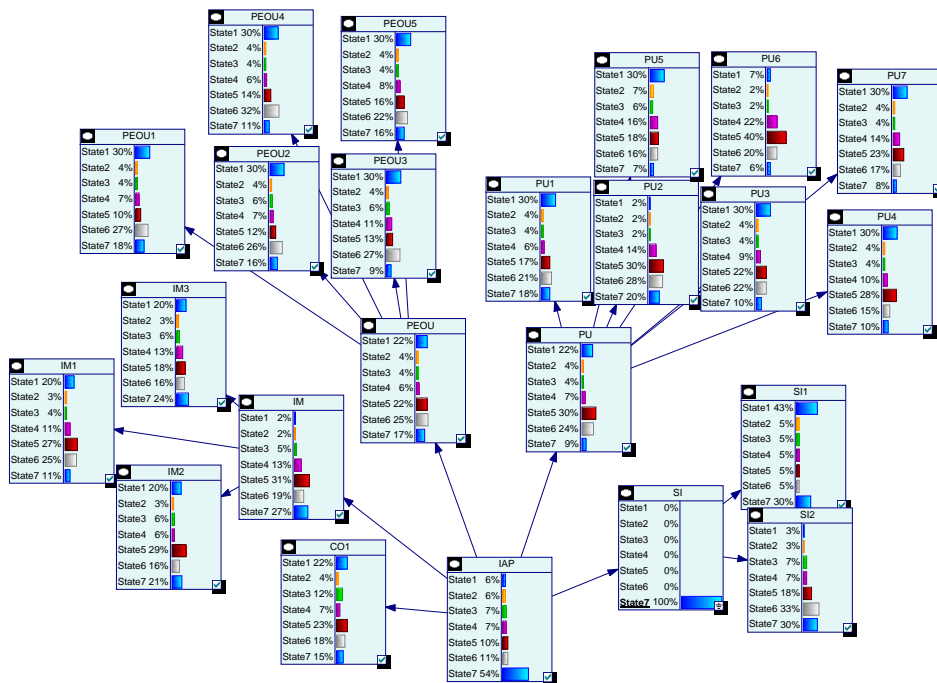 PEOU4
State1 30%
State2 4%
State3 4%
State4 6%
State5 14%
State6 32%
State7 11%
PEOU5
State1 30%
State2 4%
State3 4%
State4 8%
State5 16%
State6 22%
State7 16%
PU5
State1 30%
State2 7%
State3 6%
State4 16%
State5 18%
State6 16%
State7 7%
PU6
State1 7%
State2 2%
State3 2%
State4 22%
State5 40%
State6 20%
State7 6%
PU7
State1 30%
State2 4%
State3 4%
State4 14%
State5 23%
State6 17%
State7 8%
PEOU1
State1 30%
State2 4%
State3 4%
State4 7%
State5 10%
State6 27%
State7 18%
PEOU2
State1 30%
State2 4%
State3 6%
State4 7%
State5 12%
State6 26%
State7 16%
PEOU3
State1 30%
State2 4%
State3 6%
State4 11%
State5 13%
State6 27%
State7 9%
PU1
State1 30%
State2 4%
State3 4%
State4 6%
State5 17%
State6 21%
State7 18%
PU2
State1 2%
State2 2%
State3 2%
State4 14%
State5 30%
State6 28%
State7 20%
PU3
State1 30%
State2 4%
State3 4%
State4 9%
State5 22%
State6 22%
State7 10%
PU4
State1 30%
State2 4%
State3 4%
State4 10%
State5 28%
State6 15%
State7 10%
IM3
State1 20%
State2 3%
State3 6%
State4 13%
State5 18%
State6 16%
State7 24%
PEOU
State1 22%
State2 4%
State3 4%
State4 6%
State5 22%
State6 25%
State7 17%
PU
State1 22%
State2 4%
State3 4%
State4 7%
State5 30%
State6 24%
State7 9%
IM1
State1 20%
State2 3%
State3 4%
State4 11%
State5 27%
State6 25%
State7 11%
IM
State1 2%
State2 2%
State3 5%
State4 13%
State5 31%
State6 19%
State7 27%
SI1
State1 43%
State2 5%
State3 5%
State4 5%
State5 5%
State6 5%
State7 30%
IM2
State1 20%
State2 3%
State3 6%
State4 6%
State5 29%
State6 16%
State7 21%
SI
State1 0%
State2 0%
State3 0%
State4 0%
State5 0%
State6 0%
State7 100%
SI2
State1 3%
State2 3%
State3 7%
State4 7%
State5 18%
State6 33%
State7 30%
CO1
State1 22%
State2 4%
State3 12%
State4 7%
State5 23%
State6 18%
State7 15%
IAP
State1 6%
State2 6%
State3 7%
State4 7%
State5 10%
State6 11%
State7 54%